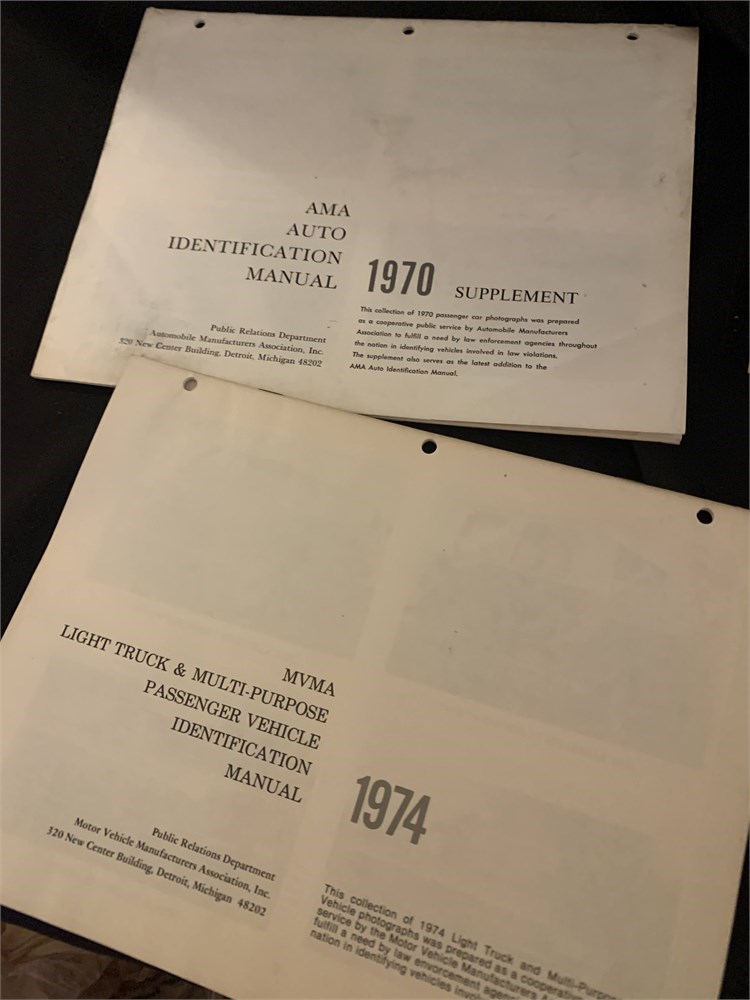 AMA
AUTO
IDENTIFICATION
MANUAL
1970 SUPPLEMENT
This collection of 1970 passenger car photographs was prepared
as a cooperative public service by Automobile Manufacturers
Association to fulfill a need by law enforcement agencies throughout
the nation in identifying vehicles involved in law violations.
The supplement also serves as the latest addition to the
AMA Auto Identification Manual.
Public Relations Department
Automobile Manufacturers Association, Inc.
320 New Center Building, Detroit, Michigan 48202
MVMA
LIGHT TRUCK & MULTI-PURPOSE
PASSENGER VEHICLE
IDENTIFICATION
MANUAL
1974
Public Relations Department
Motor Vehicle Manufacturers Association, Inc.
320 New Center Building, Detroit, Michigan 48202
This collection of 1974 Light Truck and Multi-Purpo
Vehicle photographs was prepared as a cooperati
service by the Motor Vehicle Manufacturers
fulfill a need by law envorcement agen
nation in identifying vehicles invo